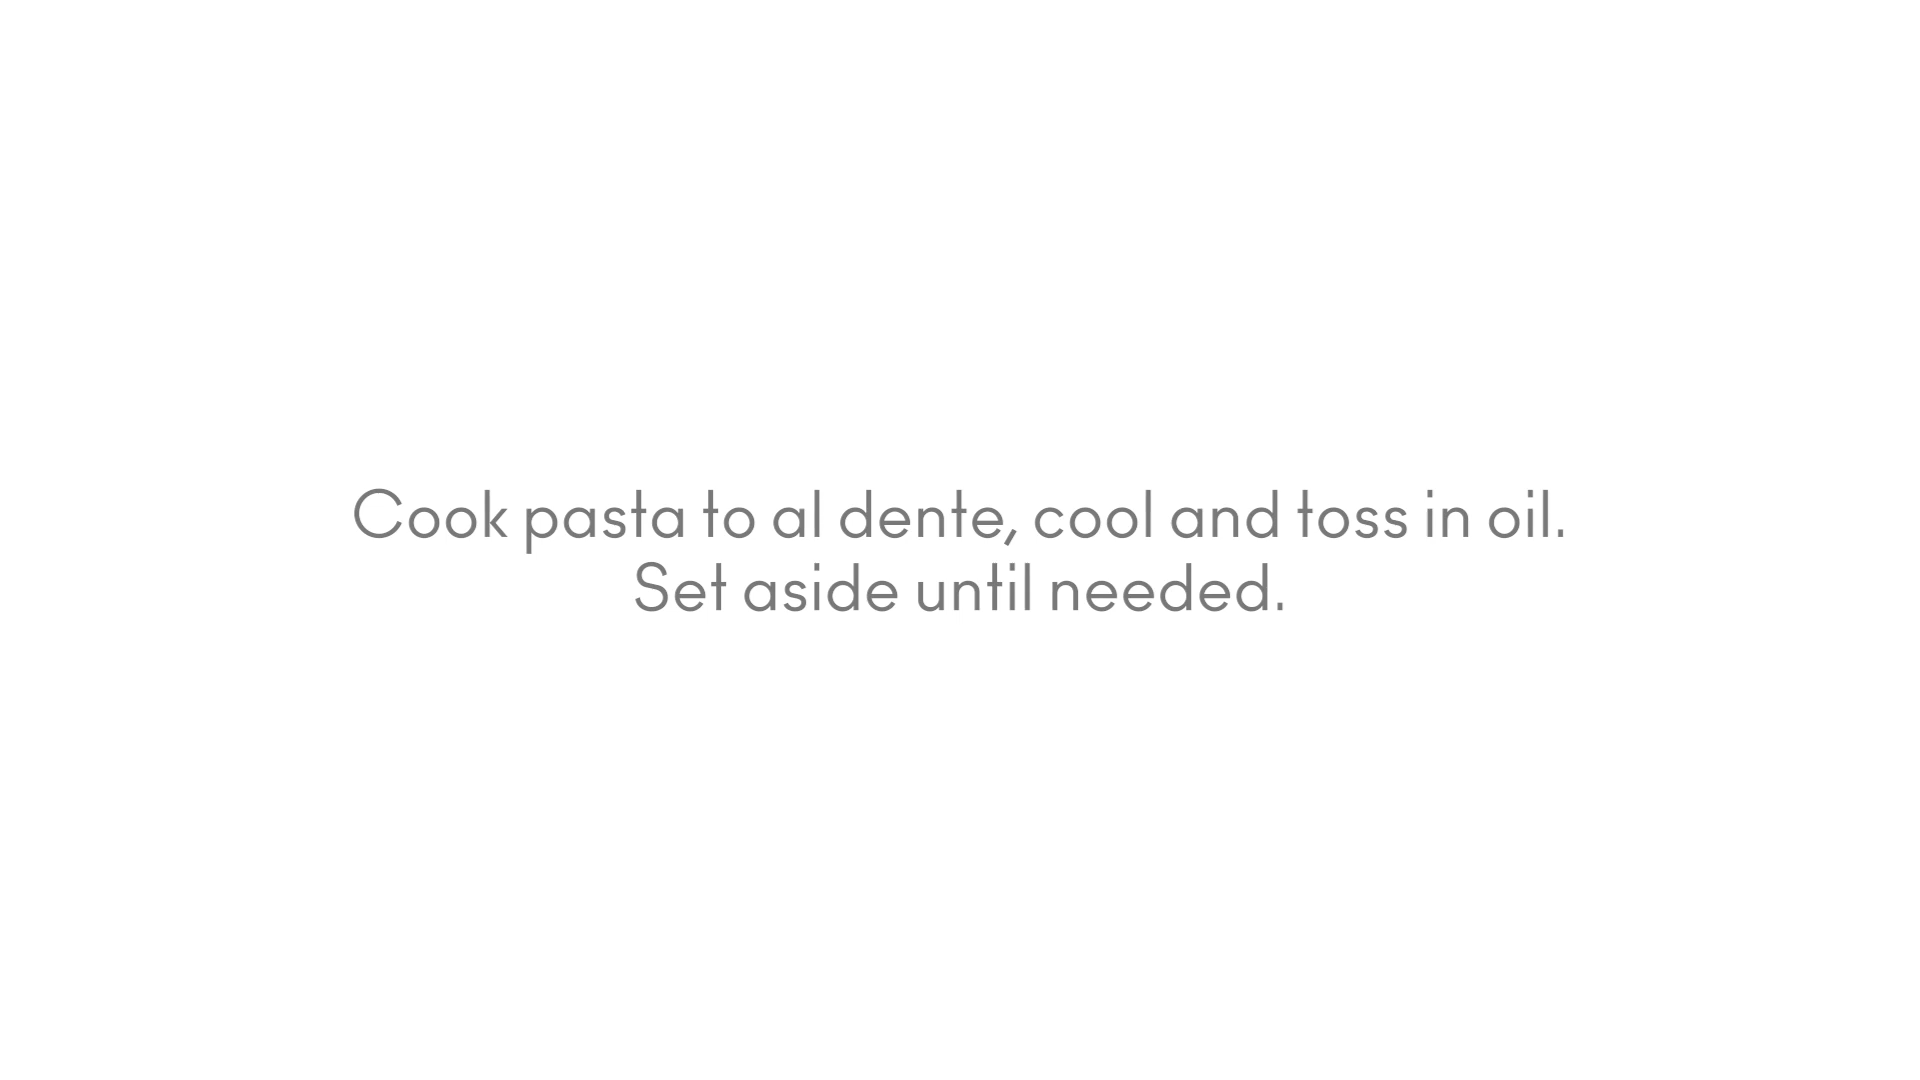 Cook pasta to al dente, cool and toss in oil.
Set aside until needed.